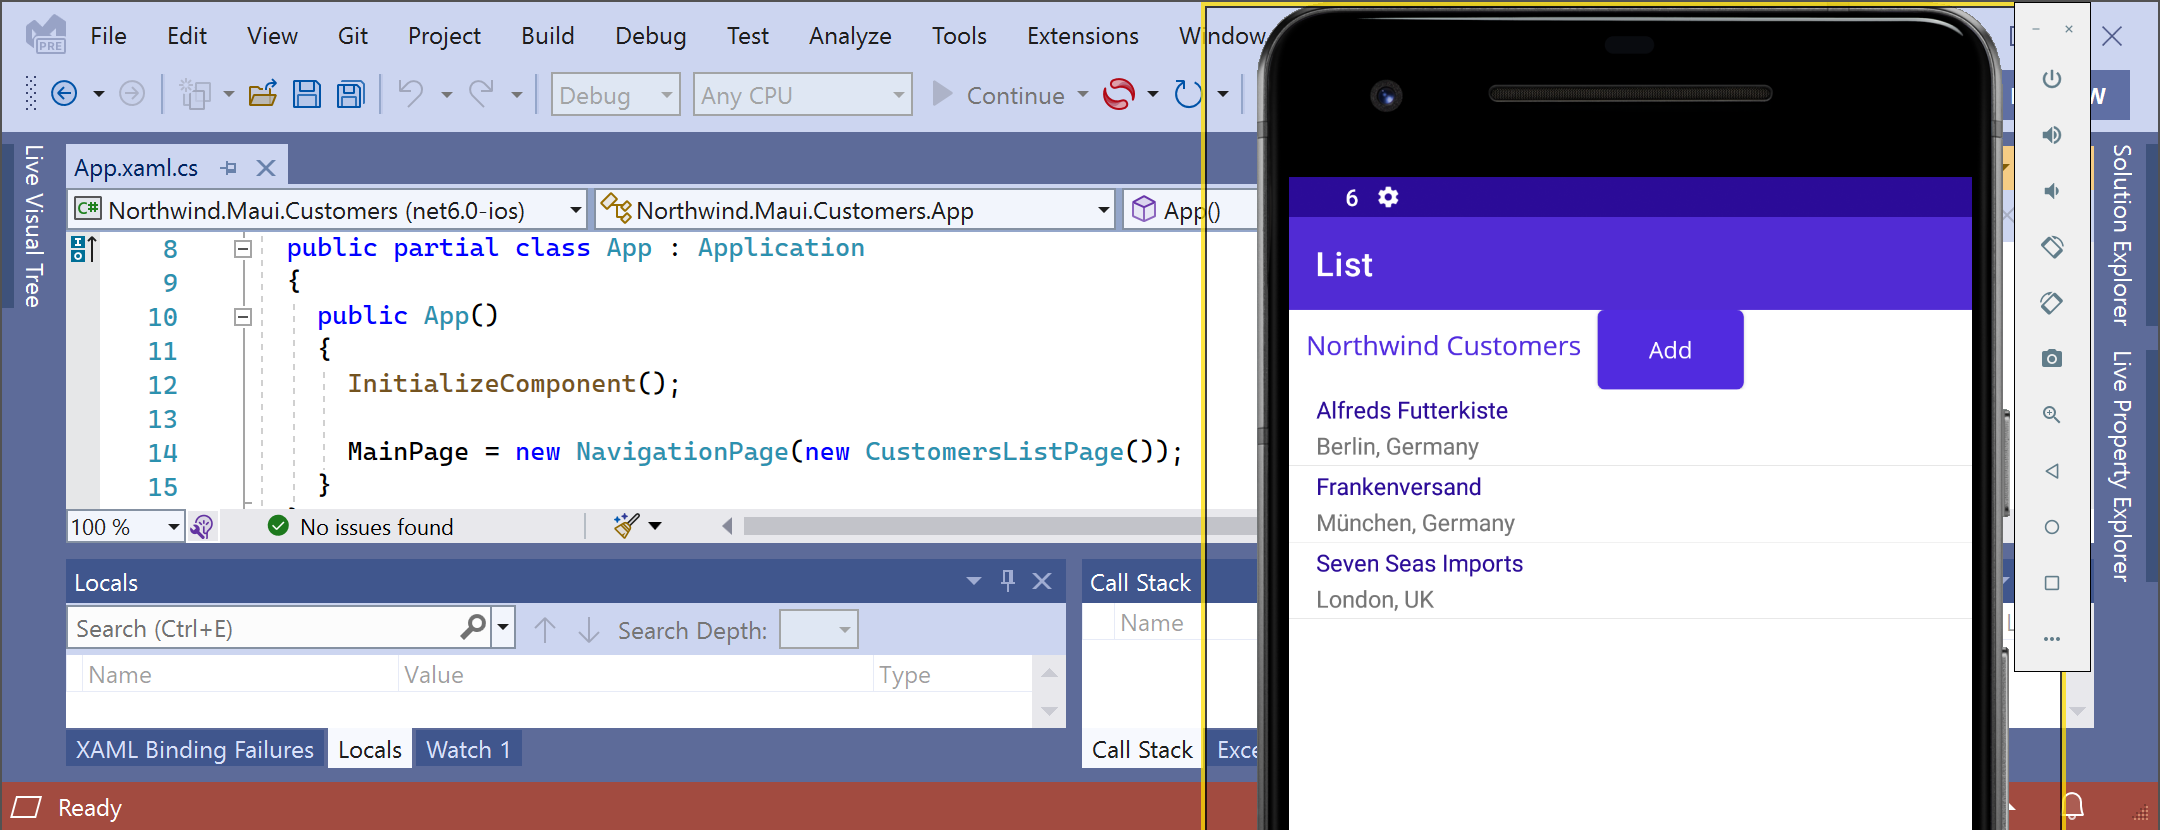 PRE
File Edit View Git Project Build Debug Test Analyze Tools Extensions Window
Debug Any CPU Continue
W
Live Visual Tree
App.xaml.cs
C# Northwind.Maui.Customers (net6.0-ios) Northwind.Maui.Customers.App App()
8 public partial class App : Application
9 {
10 public App()
11 {
12 InitializeComponent();
13
14 MainPage = new NavigationPage(new CustomersListPage());
15 }
100 % No issues found
Locals
Search (Ctrl+E) Search Depth:
Name Value Type
XAML Binding Failures Locals Watch 1
Call Stack
Name
Call Stack
Ready
6
List
Northwind Customers Add
Alfreds Futterkiste
Berlin, Germany
Frankenversand
München, Germany
Seven Seas Imports
London, UK
Solution Explorer
Live Property Explorer